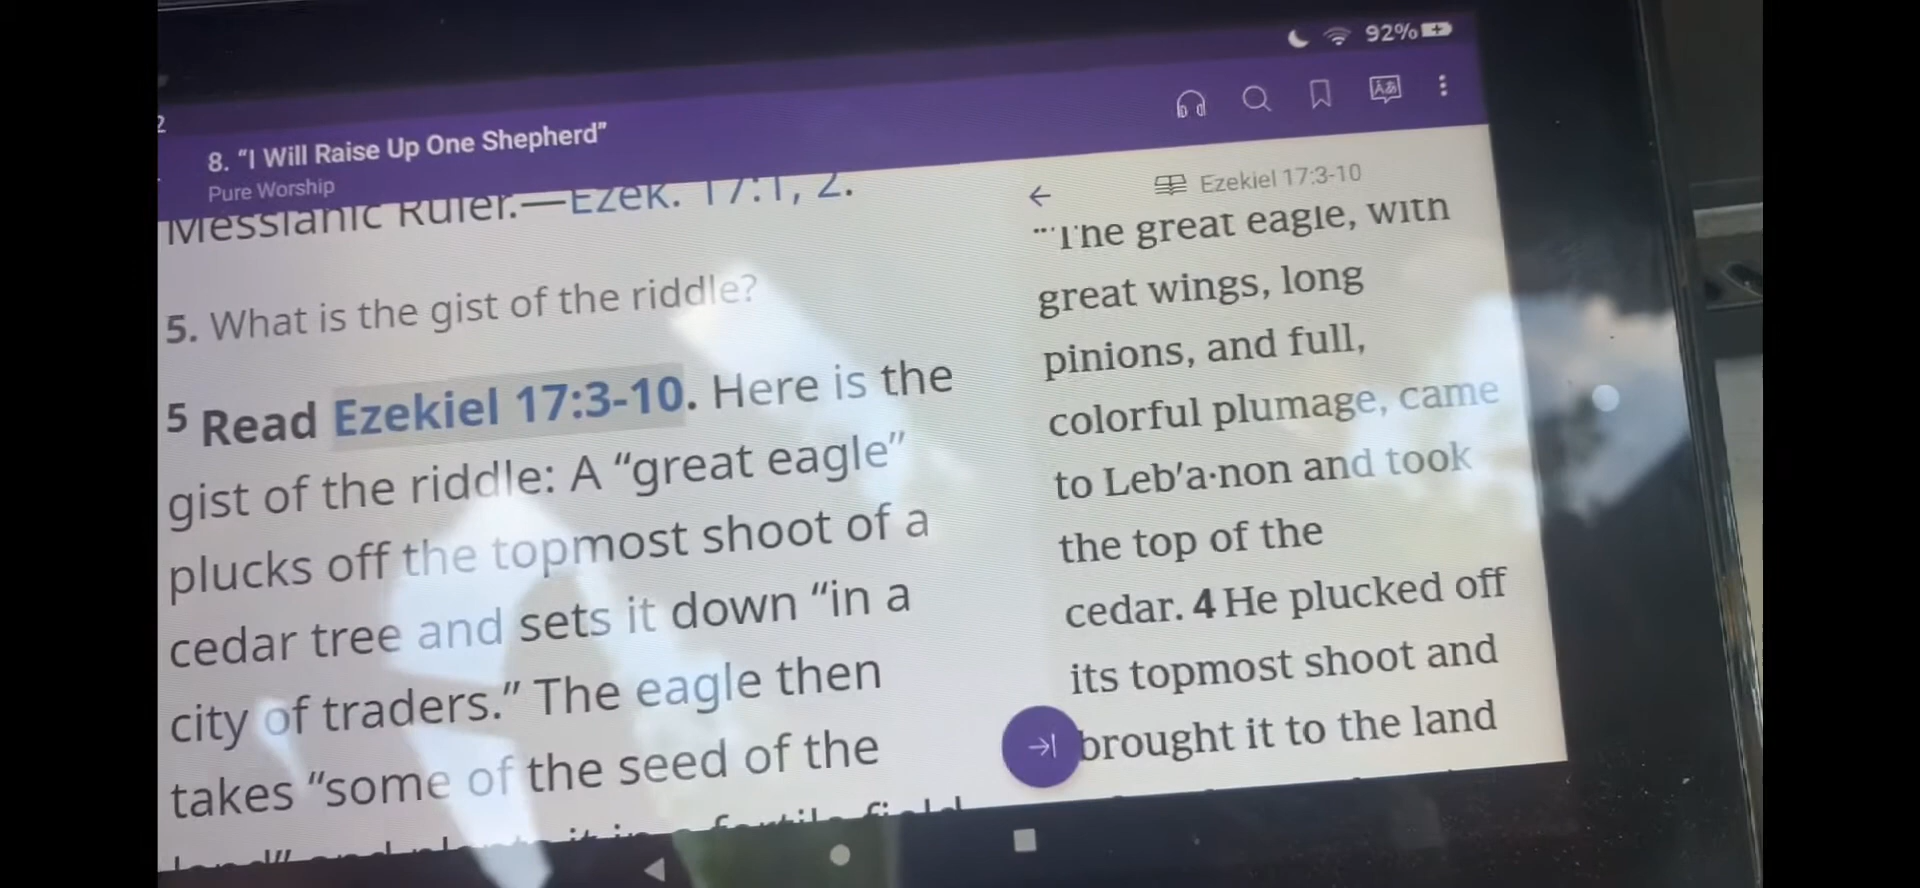 92%
2
8. “I Will Raise Up One Shepherd”
Pure Worship
Messianic Ruler.—Ezek. 17:1, 2.
5. What is the gist of the riddle?
5 Read Ezekiel 17:3-10. Here is the
gist of the riddle: A “great eagle”
plucks off the topmost shoot of a
cedar tree and sets it down “in a
city of traders.” The eagle then
takes “some of the seed of the
Ezekiel 17:3-10
“‘“The great eagle, with
great wings, long
pinions, and full,
colorful plumage, came
to Lebʹa·non and took
the top of the
cedar. 4 He plucked off
its topmost shoot and
brought it to the land